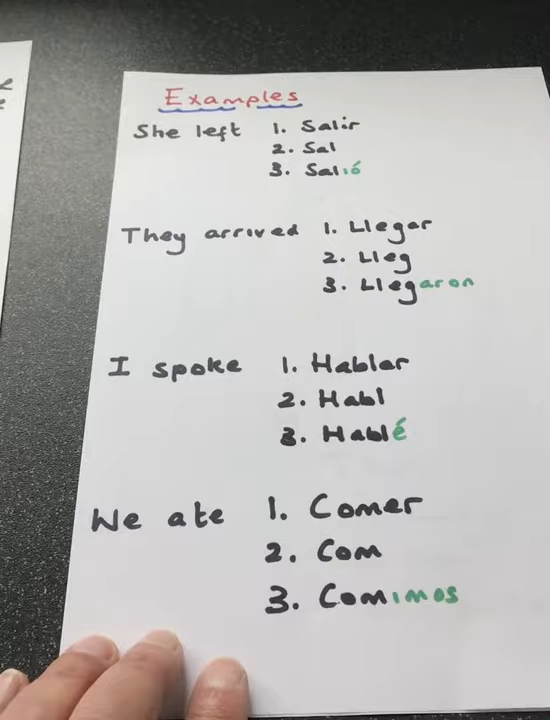 Examples
She left 1. Salir
2. Sal
3. Salió
They arrived 1. Llegar
2. Lleg
3. Llegaron
I spoke 1. Hablar
2. Habl
3. Hablé
We ate 1. Comer
2. Com
3. Comimos